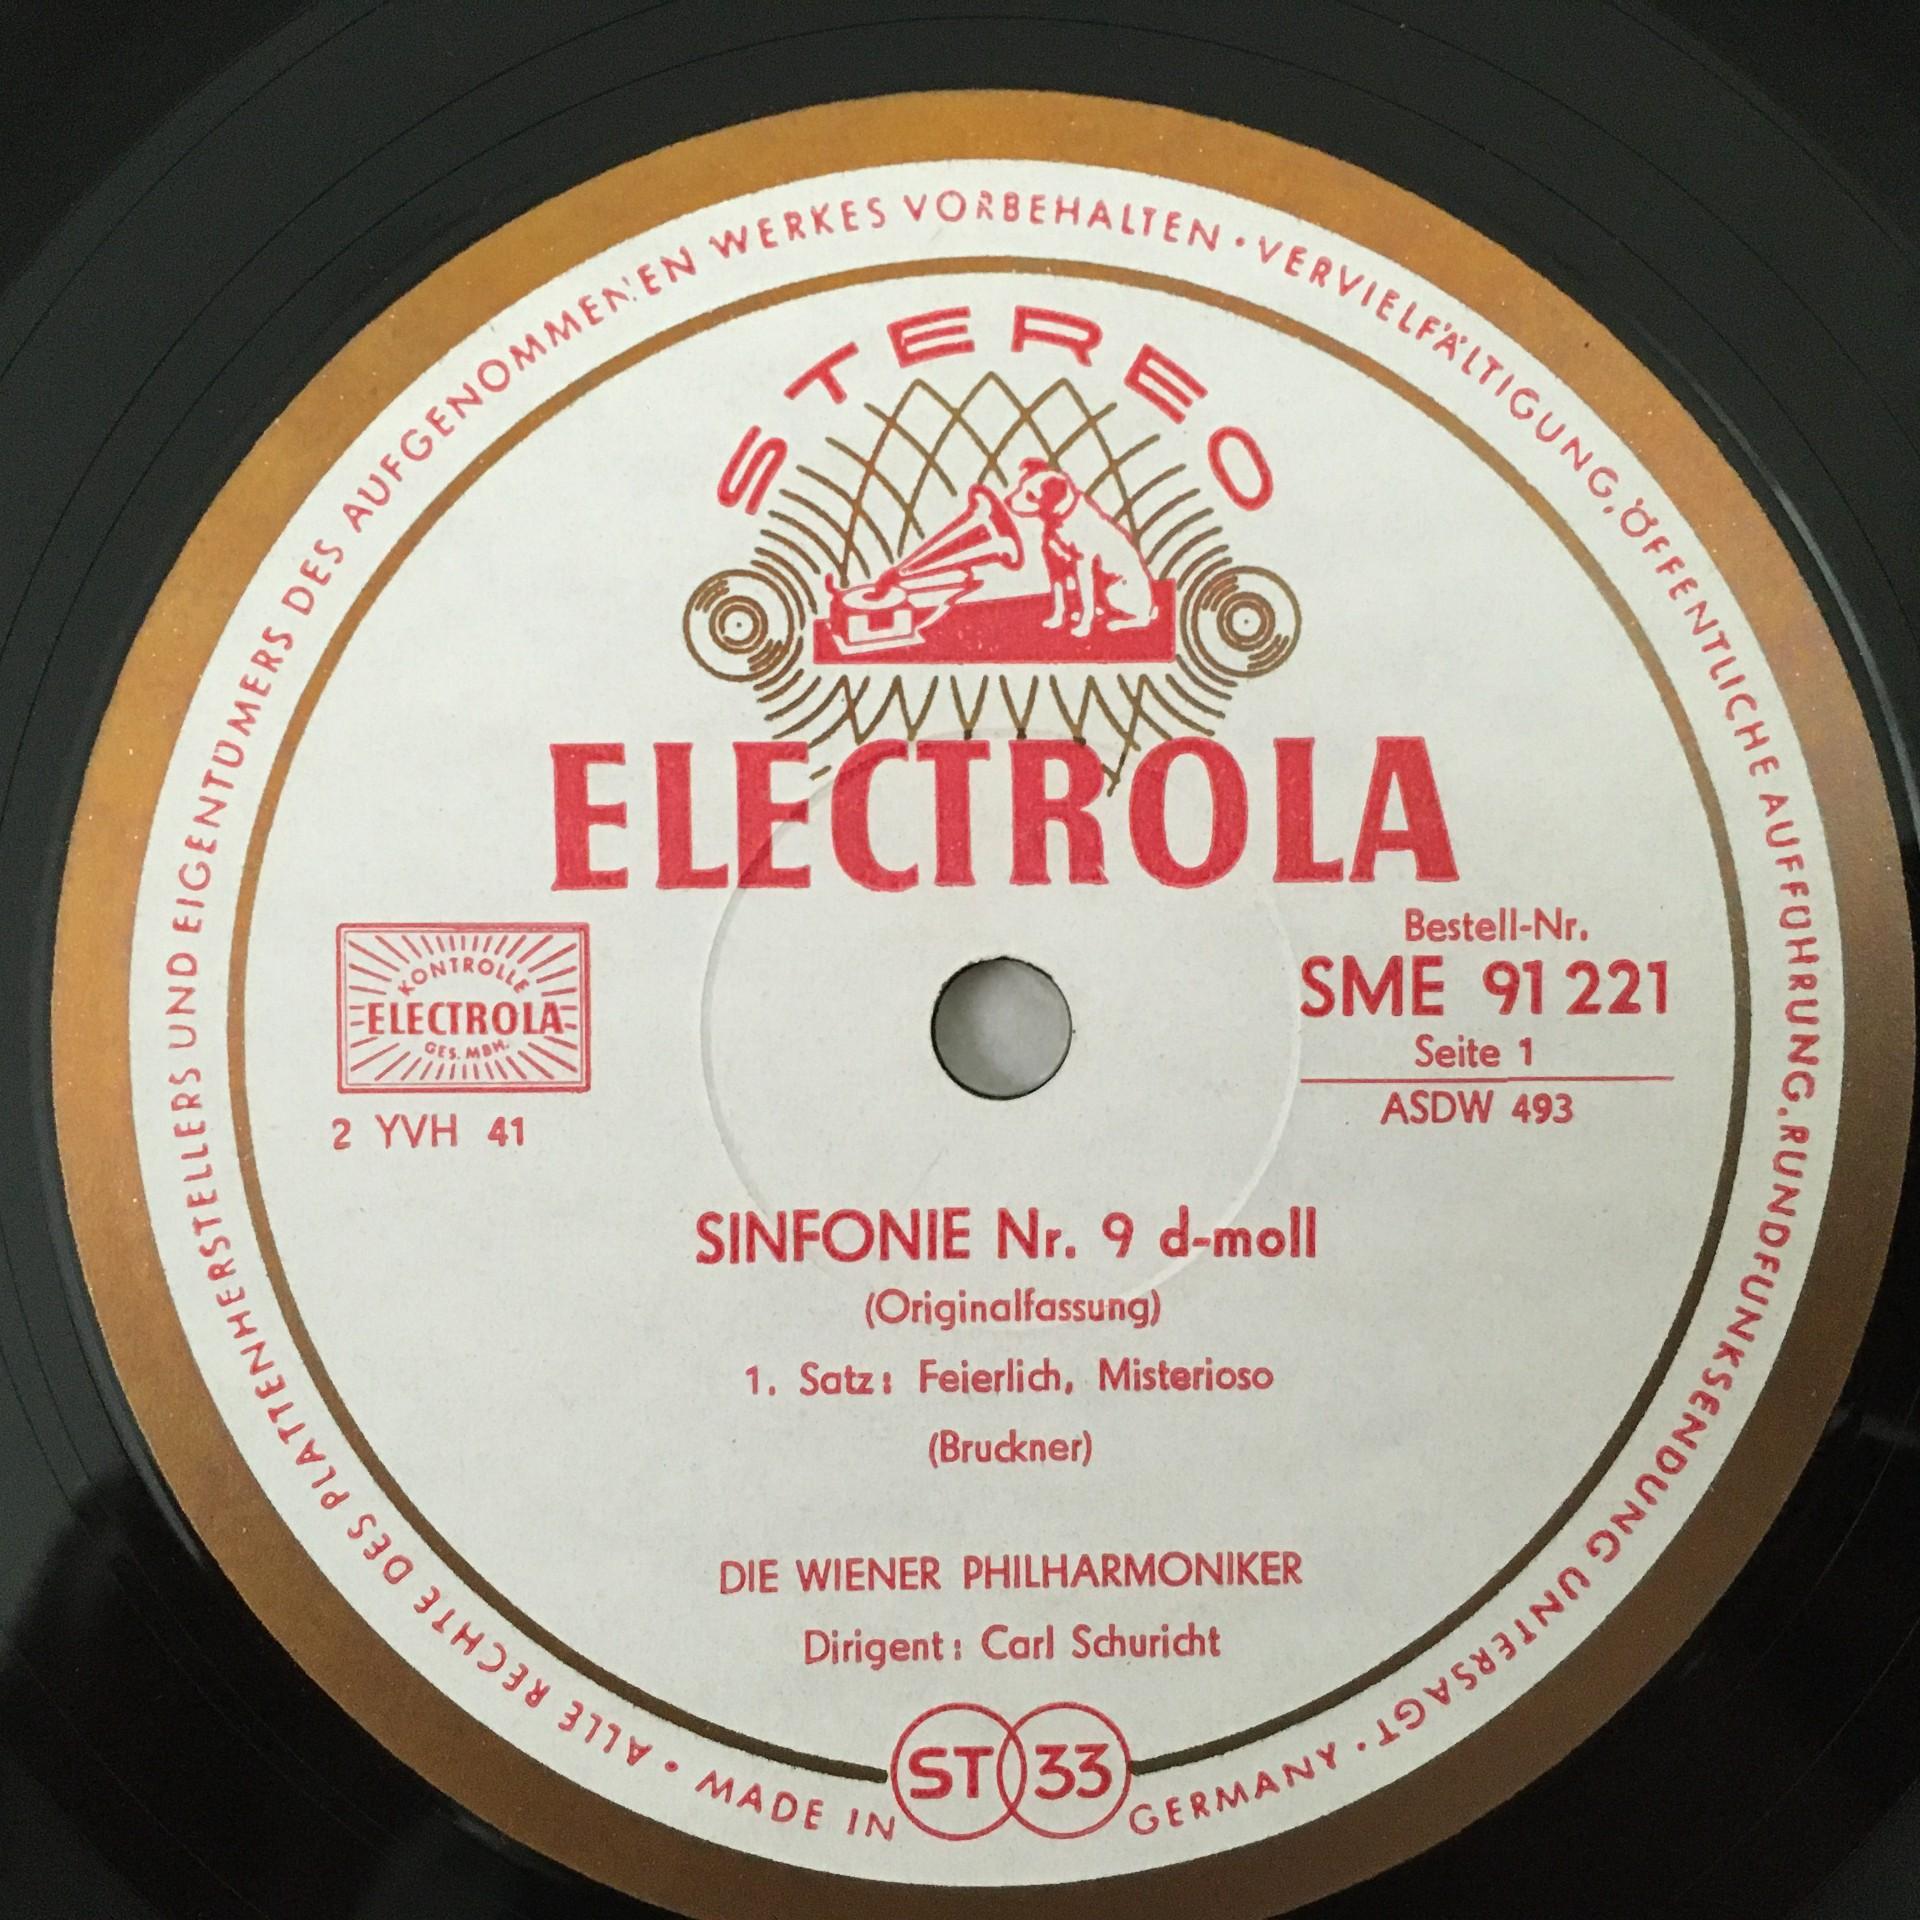 ALLE RECHTE DES PLATTENHERSTELLERS UND EIGENTÜMERS DES AUFGENOMMENEN WERKES VORBEHALTEN · VERVIELFÄLTIGUNG, ÖFFENTLICHE AUFFÜHRUNG, RUNDFUNKSENDUNG UNTERSAGT ·
STEREO
ELECTROLA
KONTROLLE
ELECTROLA
GES. MBH.
2 YVH 41
Bestell-Nr.
SME 91 221
Seite 1
ASDW 493
SINFONIE Nr. 9 d-moll
(Originalfassung)
1. Satz: Feierlich, Misterioso
(Bruckner)
DIE WIENER PHILHARMONIKER
Dirigent: Carl Schuricht
ST 33
MADE IN GERMANY ·